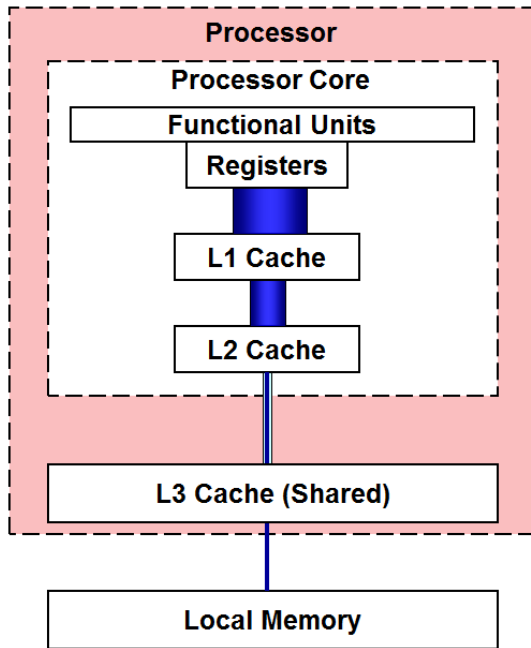 Processor
Processor Core
Functional Units
Registers
L1 Cache
L2 Cache
L3 Cache (Shared)
Local Memory